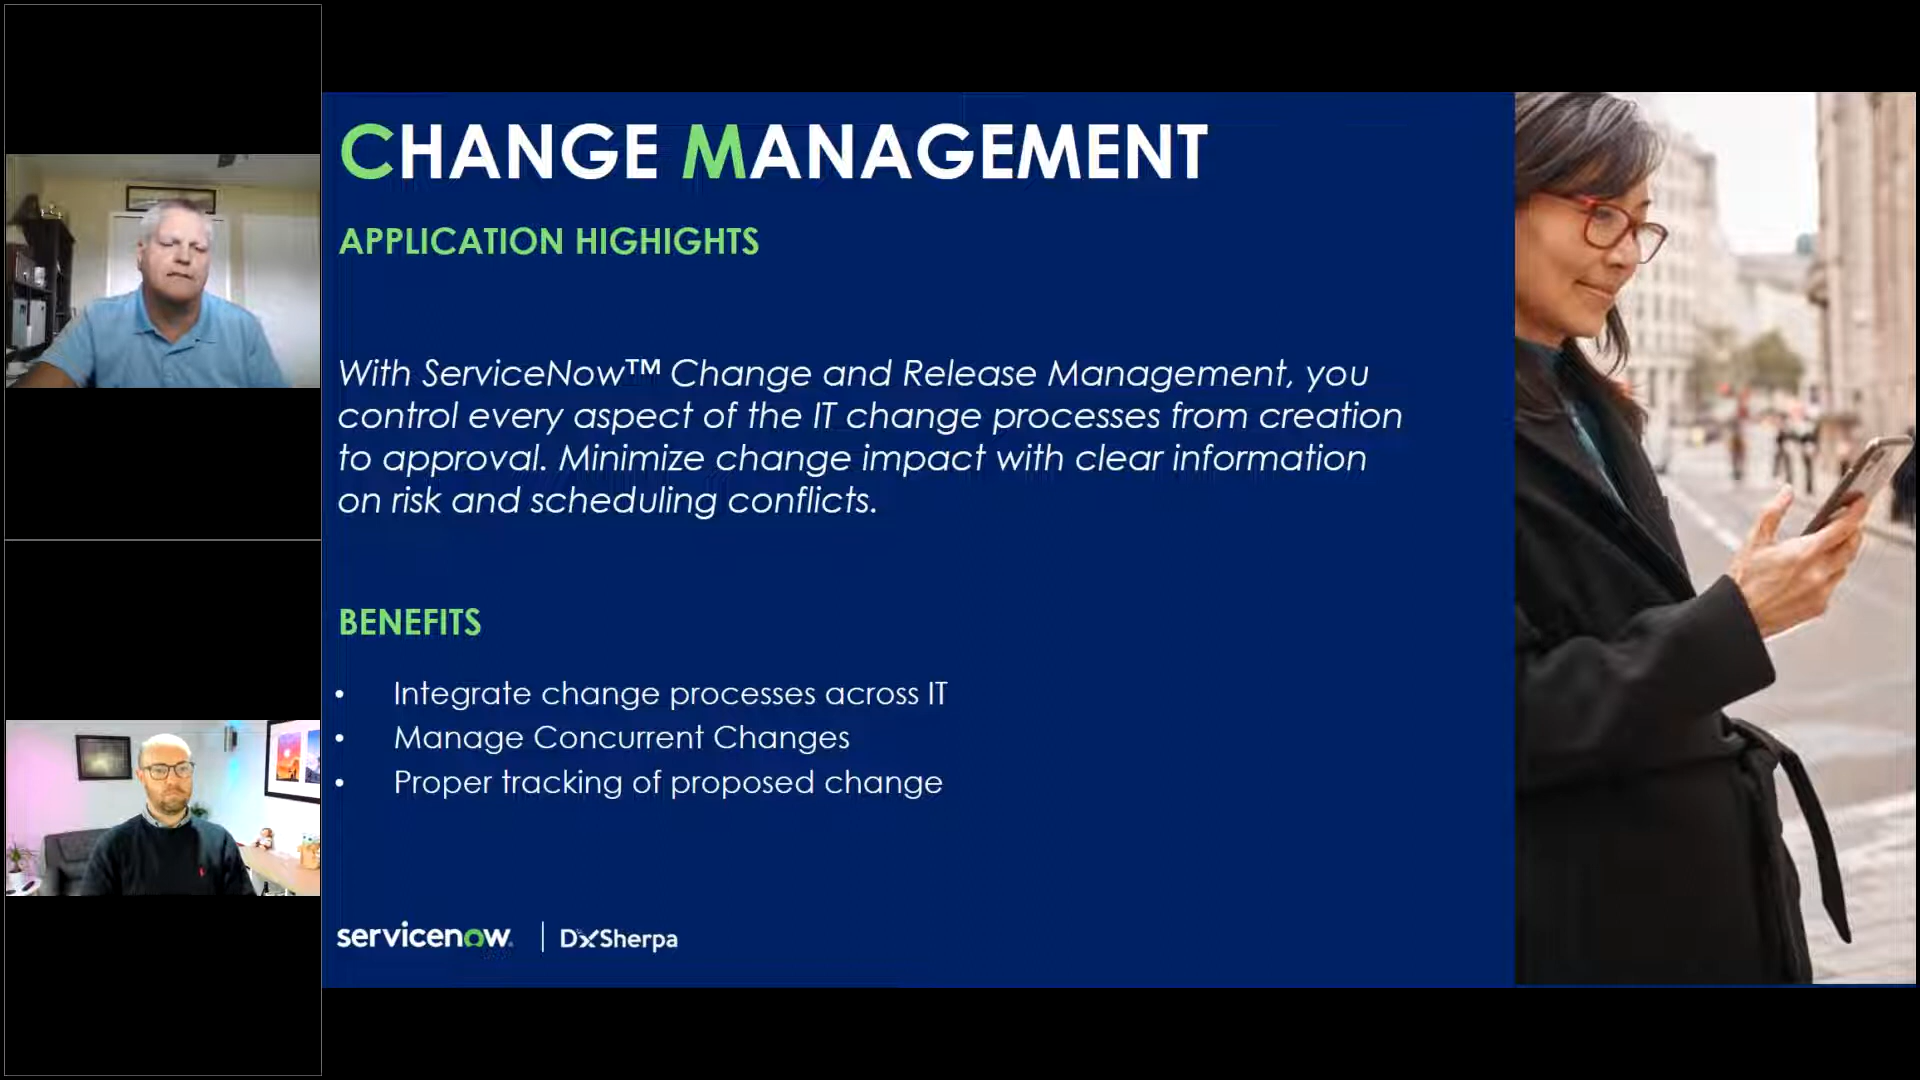 CHANGE MANAGEMENT
APPLICATION HIGHIGHTS
With ServiceNow™ Change and Release Management, you
control every aspect of the IT change processes from creation
to approval. Minimize change impact with clear information
on risk and scheduling conflicts.
BENEFITS
• Integrate change processes across IT
• Manage Concurrent Changes
• Proper tracking of proposed change
servicenow. | DxSherpa